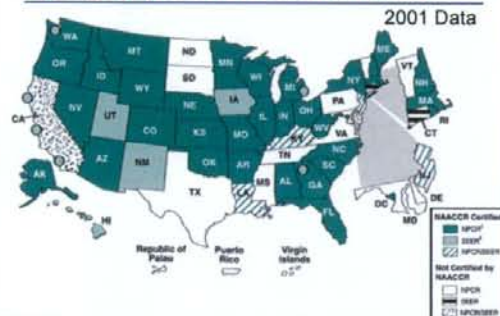 2001 Data
WA
MT
ND
MN
ME
OR
ID
WY
SD
WI
MI
NY
VT
NH
MA
RI
CT
NV
UT
CO
NE
IA
IL
IN
OH
PA
WV
VA
CA
AZ
NM
KS
MO
TN
NC
OK
AR
SC
TX
MS
AL
GA
FL
AK
HI
DC
DE
MD
Republic of Palau
Puerto Rico
Virgin Islands
NAACCR Certified
NPCR
SEER
NPCR/SEER
Not Certified by
NAACCR
NPCR
SEER
NPCR/SEER